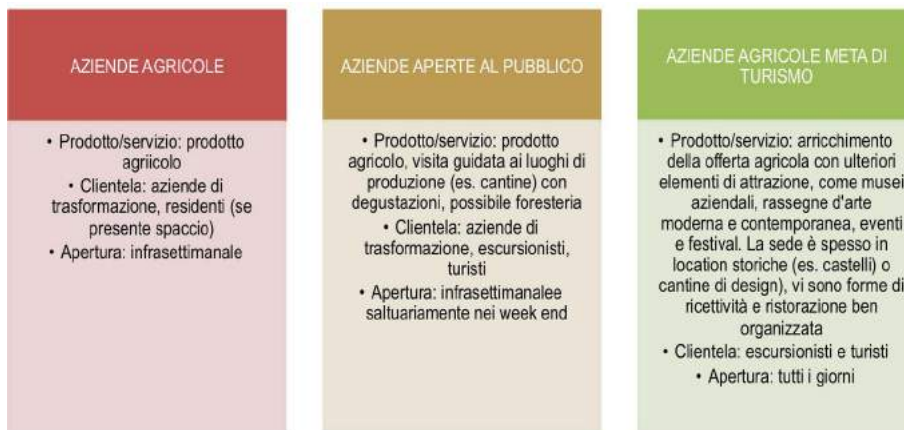 AZIENDE AGRICOLE
• Prodotto/servizio: prodotto
agriicolo
• Clientela: aziende di
trasformazione, residenti (se
presente spaccio)
• Apertura: infrasettimanale
AZIENDE APERTE AL PUBBLICO
• Prodotto/servizio: prodotto
agricolo, visita guidata ai luoghi di
produzione (es. cantine) con
degustazioni, possibile foresteria
• Clientela: aziende di
trasformazione, escursionisti,
turisti
• Apertura: infrasettimanalee
saltuariamente nei week end
AZIENDE AGRICOLE META DI
TURISMO
• Prodotto/servizio: arricchimento
della offerta agricola con ulteriori
elementi di attrazione, come musei
aziendali, rassegne d'arte
moderna e contemporanea, eventi
e festival. La sede è spesso in
location storiche (es. castelli) o
cantine di design), vi sono forme di
ricettività e ristorazione ben
organizzata
• Clientela: escursionisti e turisti
• Apertura: tutti i giorni